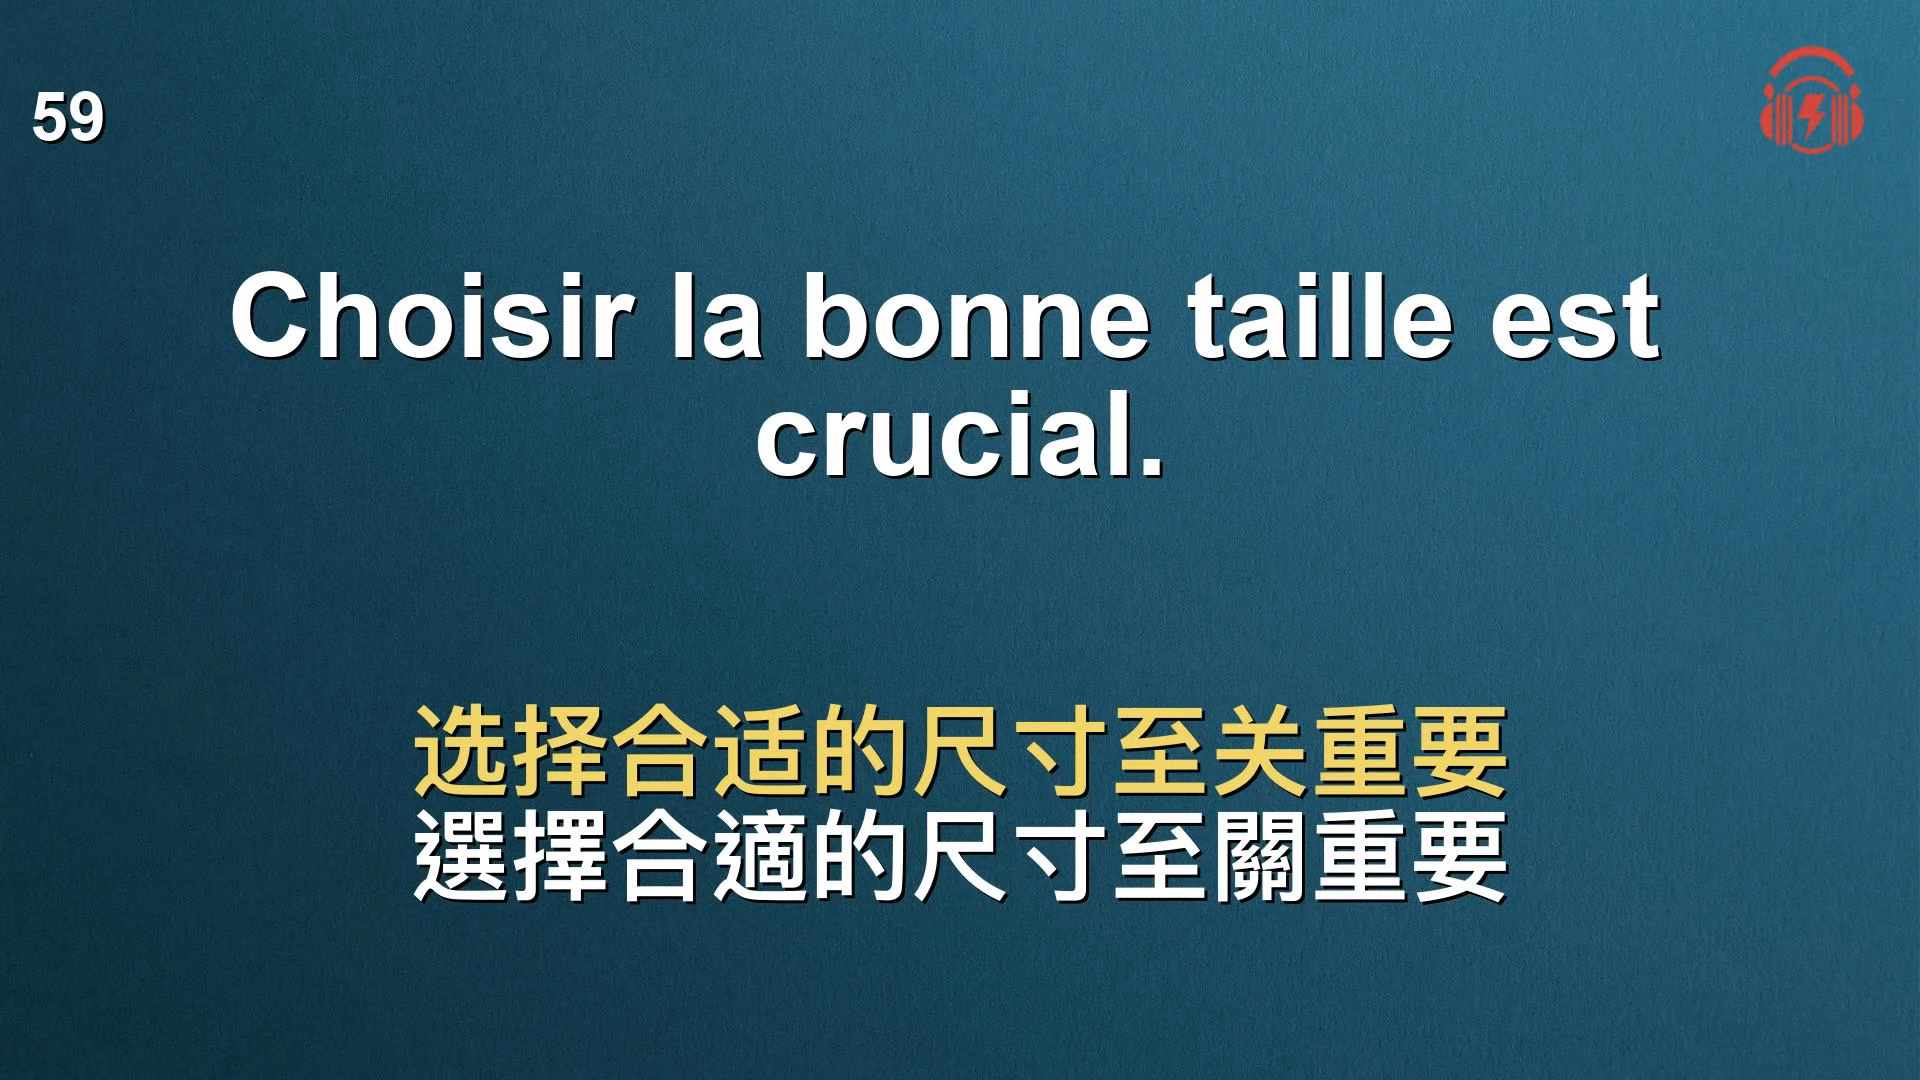 59
Choisir la bonne taille est
crucial.
选择合适的尺寸至关重要
選擇合適的尺寸至關重要